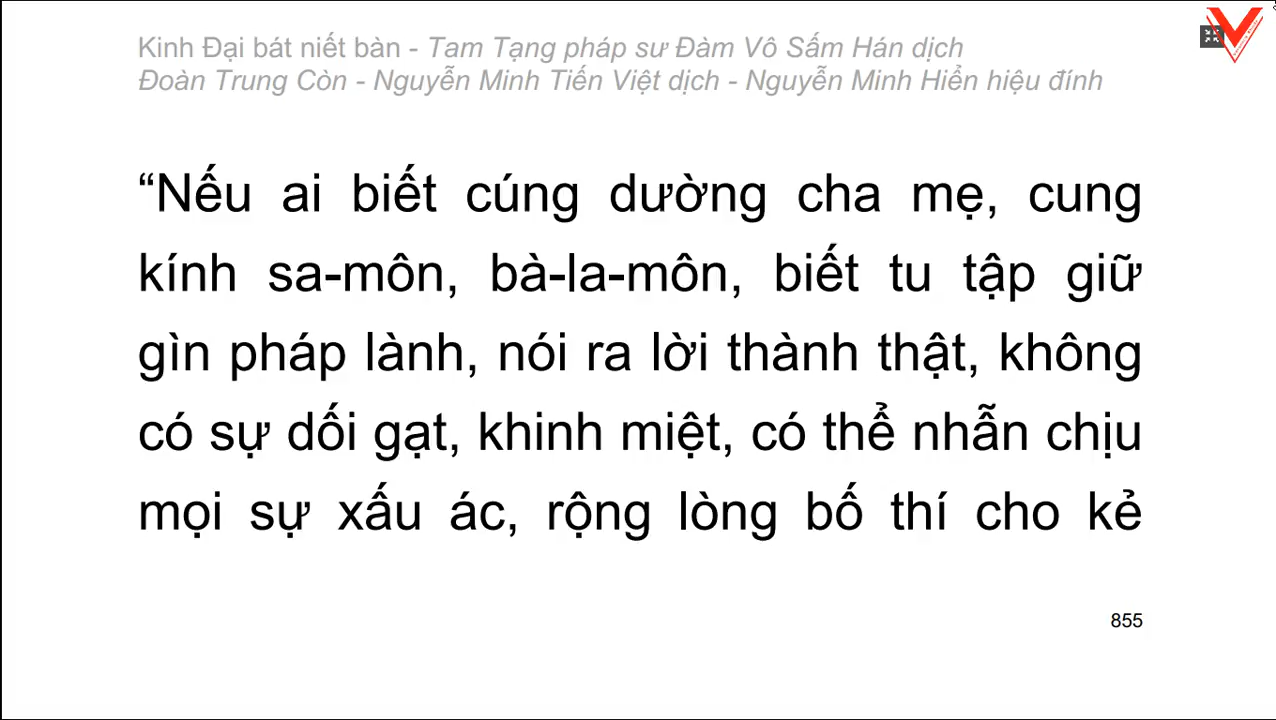 Kinh Đại bát niết bàn - Tam Tạng pháp sư Đàm Vô Sấm Hán dịch
Đoàn Trung Còn - Nguyễn Minh Tiến Việt dịch - Nguyễn Minh Hiển hiệu đính
“Nếu ai biết cúng dường cha mẹ, cung
kính sa-môn, bà-la-môn, biết tu tập giữ
gìn pháp lành, nói ra lời thành thật, không
có sự dối gạt, khinh miệt, có thể nhẫn chịu
mọi sự xấu ác, rộng lòng bố thí cho kẻ
855